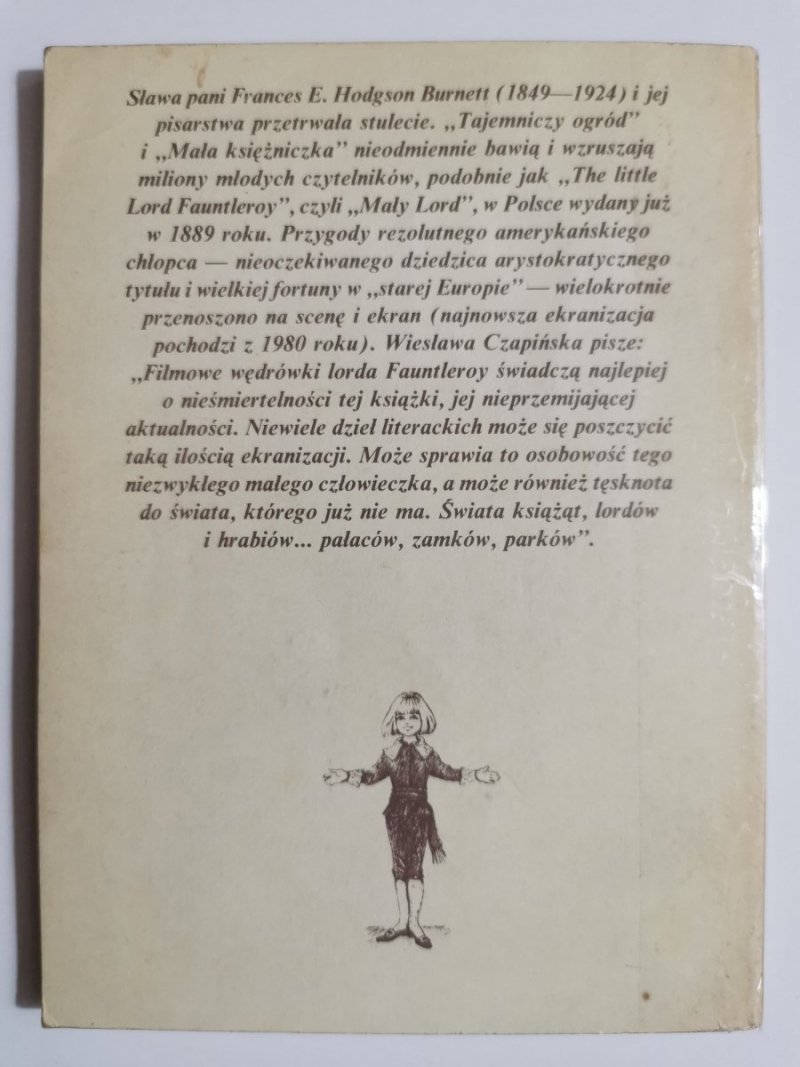 Sława pani Frances E. Hodgson Burnett (1849—1924) i jej
pisarstwa przetrwała stulecie. „Tajemniczy ogród”
i „Mała księżniczka” nieodmiennie bawią i wzruszają
miliony młodych czytelników, podobnie jak „The little
Lord Fauntleroy”, czyli „Mały Lord”, w Polsce wydany już
w 1889 roku. Przygody rezolutnego amerykańskiego
chłopca — nieoczekiwanego dziedzica arystokratycznego
tytułu i wielkiej fortuny w „starej Europie” — wielokrotnie
przenoszono na scenę i ekran (najnowsza ekranizacja
pochodzi z 1980 roku). Wiesława Czapińska pisze:
„Filmowe wędrówki lorda Fauntleroy świadczą najlepiej
o nieśmiertelności tej książki, jej nieprzemijającej
aktualności. Niewiele dzieł literackich może się poszczycić
taką ilością ekranizacji. Może sprawia to osobowość tego
niezwykłego małego człowieczka, a może również tęsknota
do świata, którego już nie ma. Świata książąt, lordów
i hrabiów... pałaców, zamków, parków”.